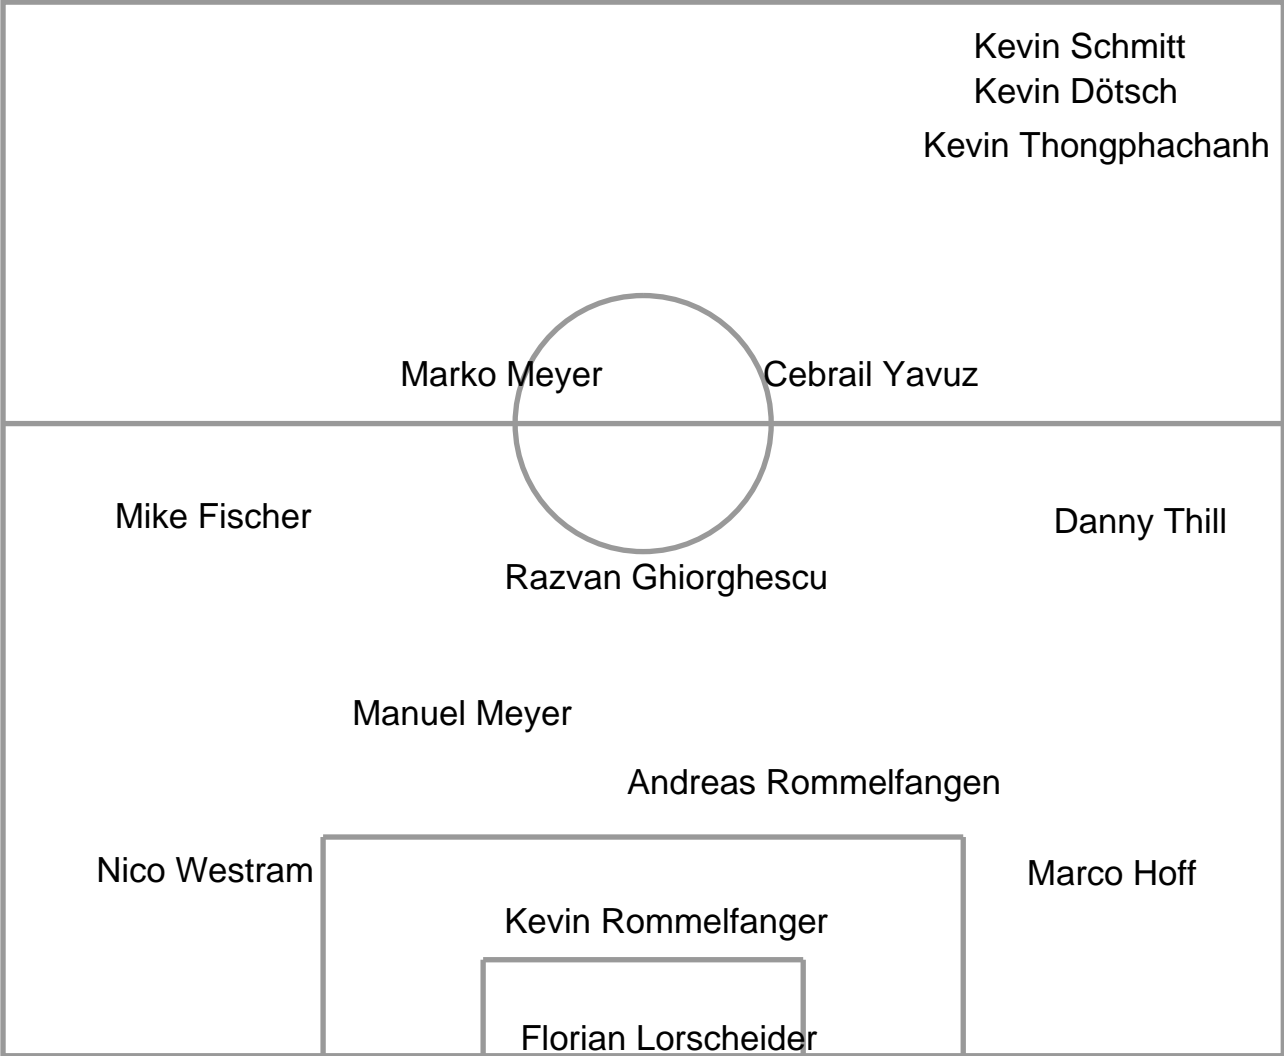 Kevin Schmitt
Kevin Dötsch
Kevin Thongphachanh
Marko Meyer
Cebrail Yavuz
Mike Fischer
Danny Thill
Razvan Ghiorghescu
Manuel Meyer
Andreas Rommelfangen
Nico Westram
Marco Hoff
Kevin Rommelfanger
Florian Lorscheider